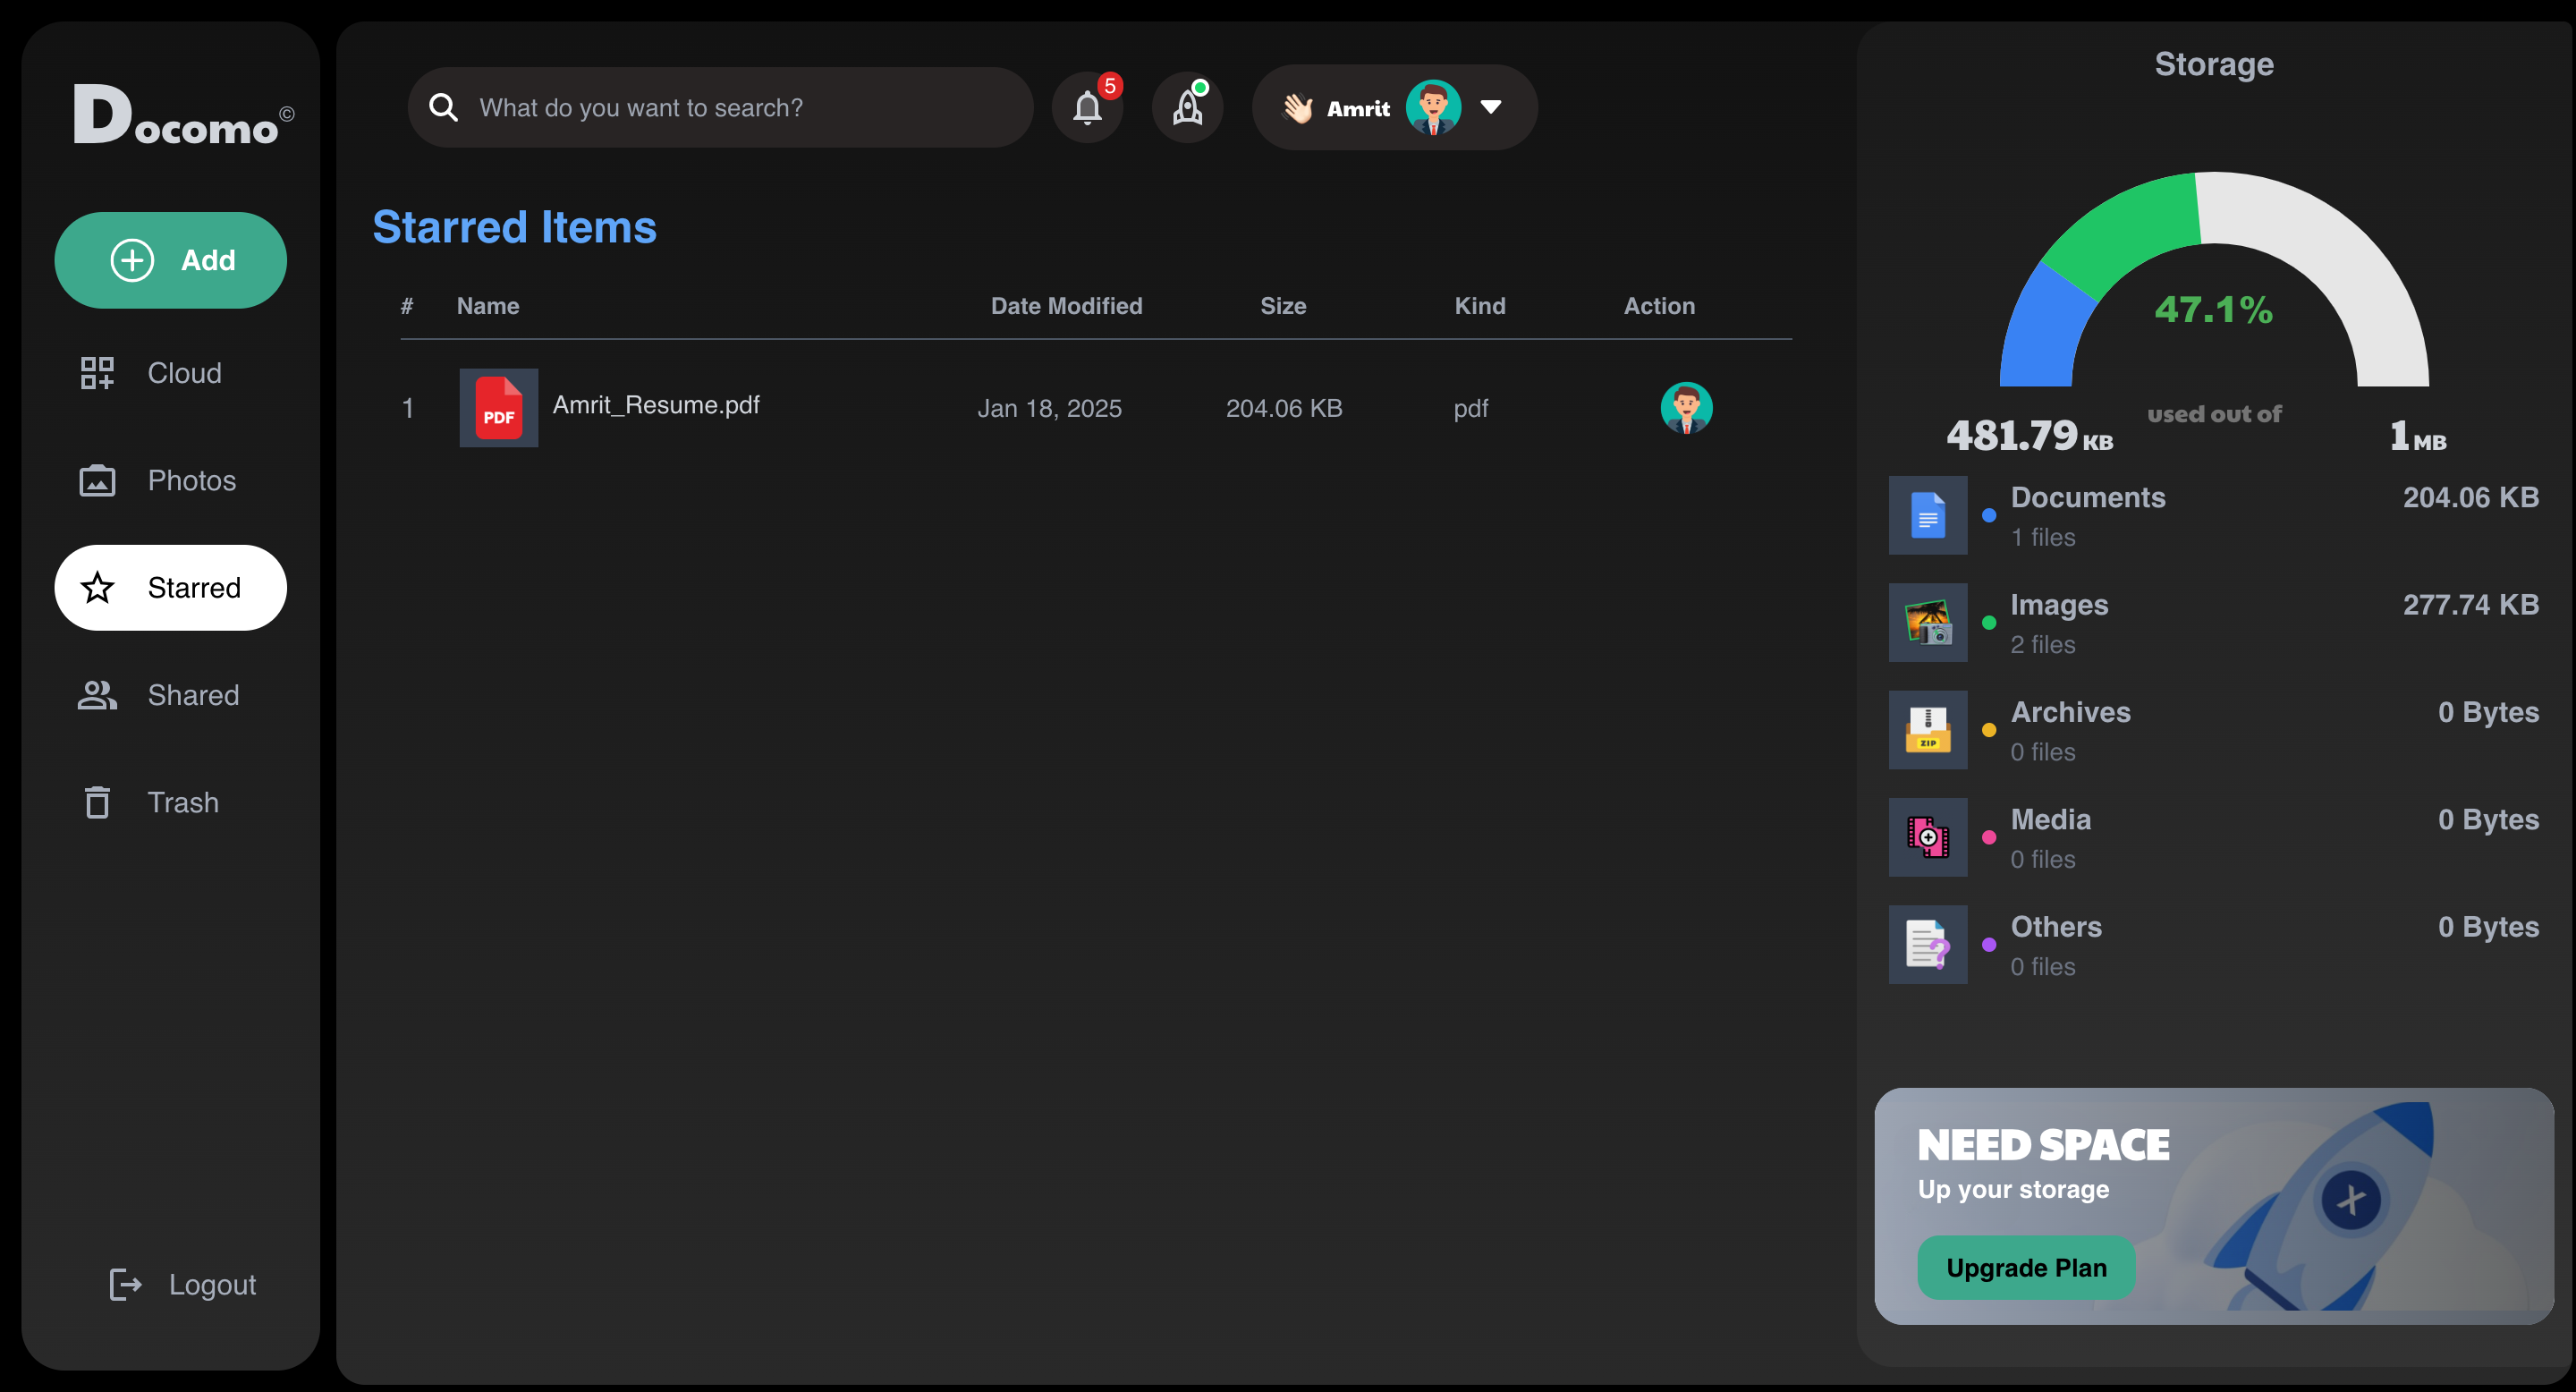 Docomo©
Add
Cloud
Photos
Starred
Shared
Trash
Logout
What do you want to search?
5
👋🏻 Amrit
Starred Items
# Name Date Modified Size Kind Action
1 PDF Amrit_Resume.pdf Jan 18, 2025 204.06 KB pdf
Storage
47.1%
used out of
481.79 KB 1 MB
Documents 204.06 KB
1 files
Images 277.74 KB
2 files
Archives 0 Bytes
ZIP
0 files
Media 0 Bytes
0 files
Others 0 Bytes
?
0 files
NEED SPACE
Up your storage
X
Upgrade Plan